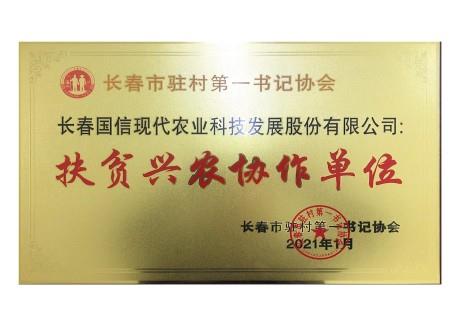 长春市驻村第一书记协会
长春国信现代农业科技发展股份有限公司:
扶贫兴农协作单位
长春市驻村第一书记协会
2021年1月